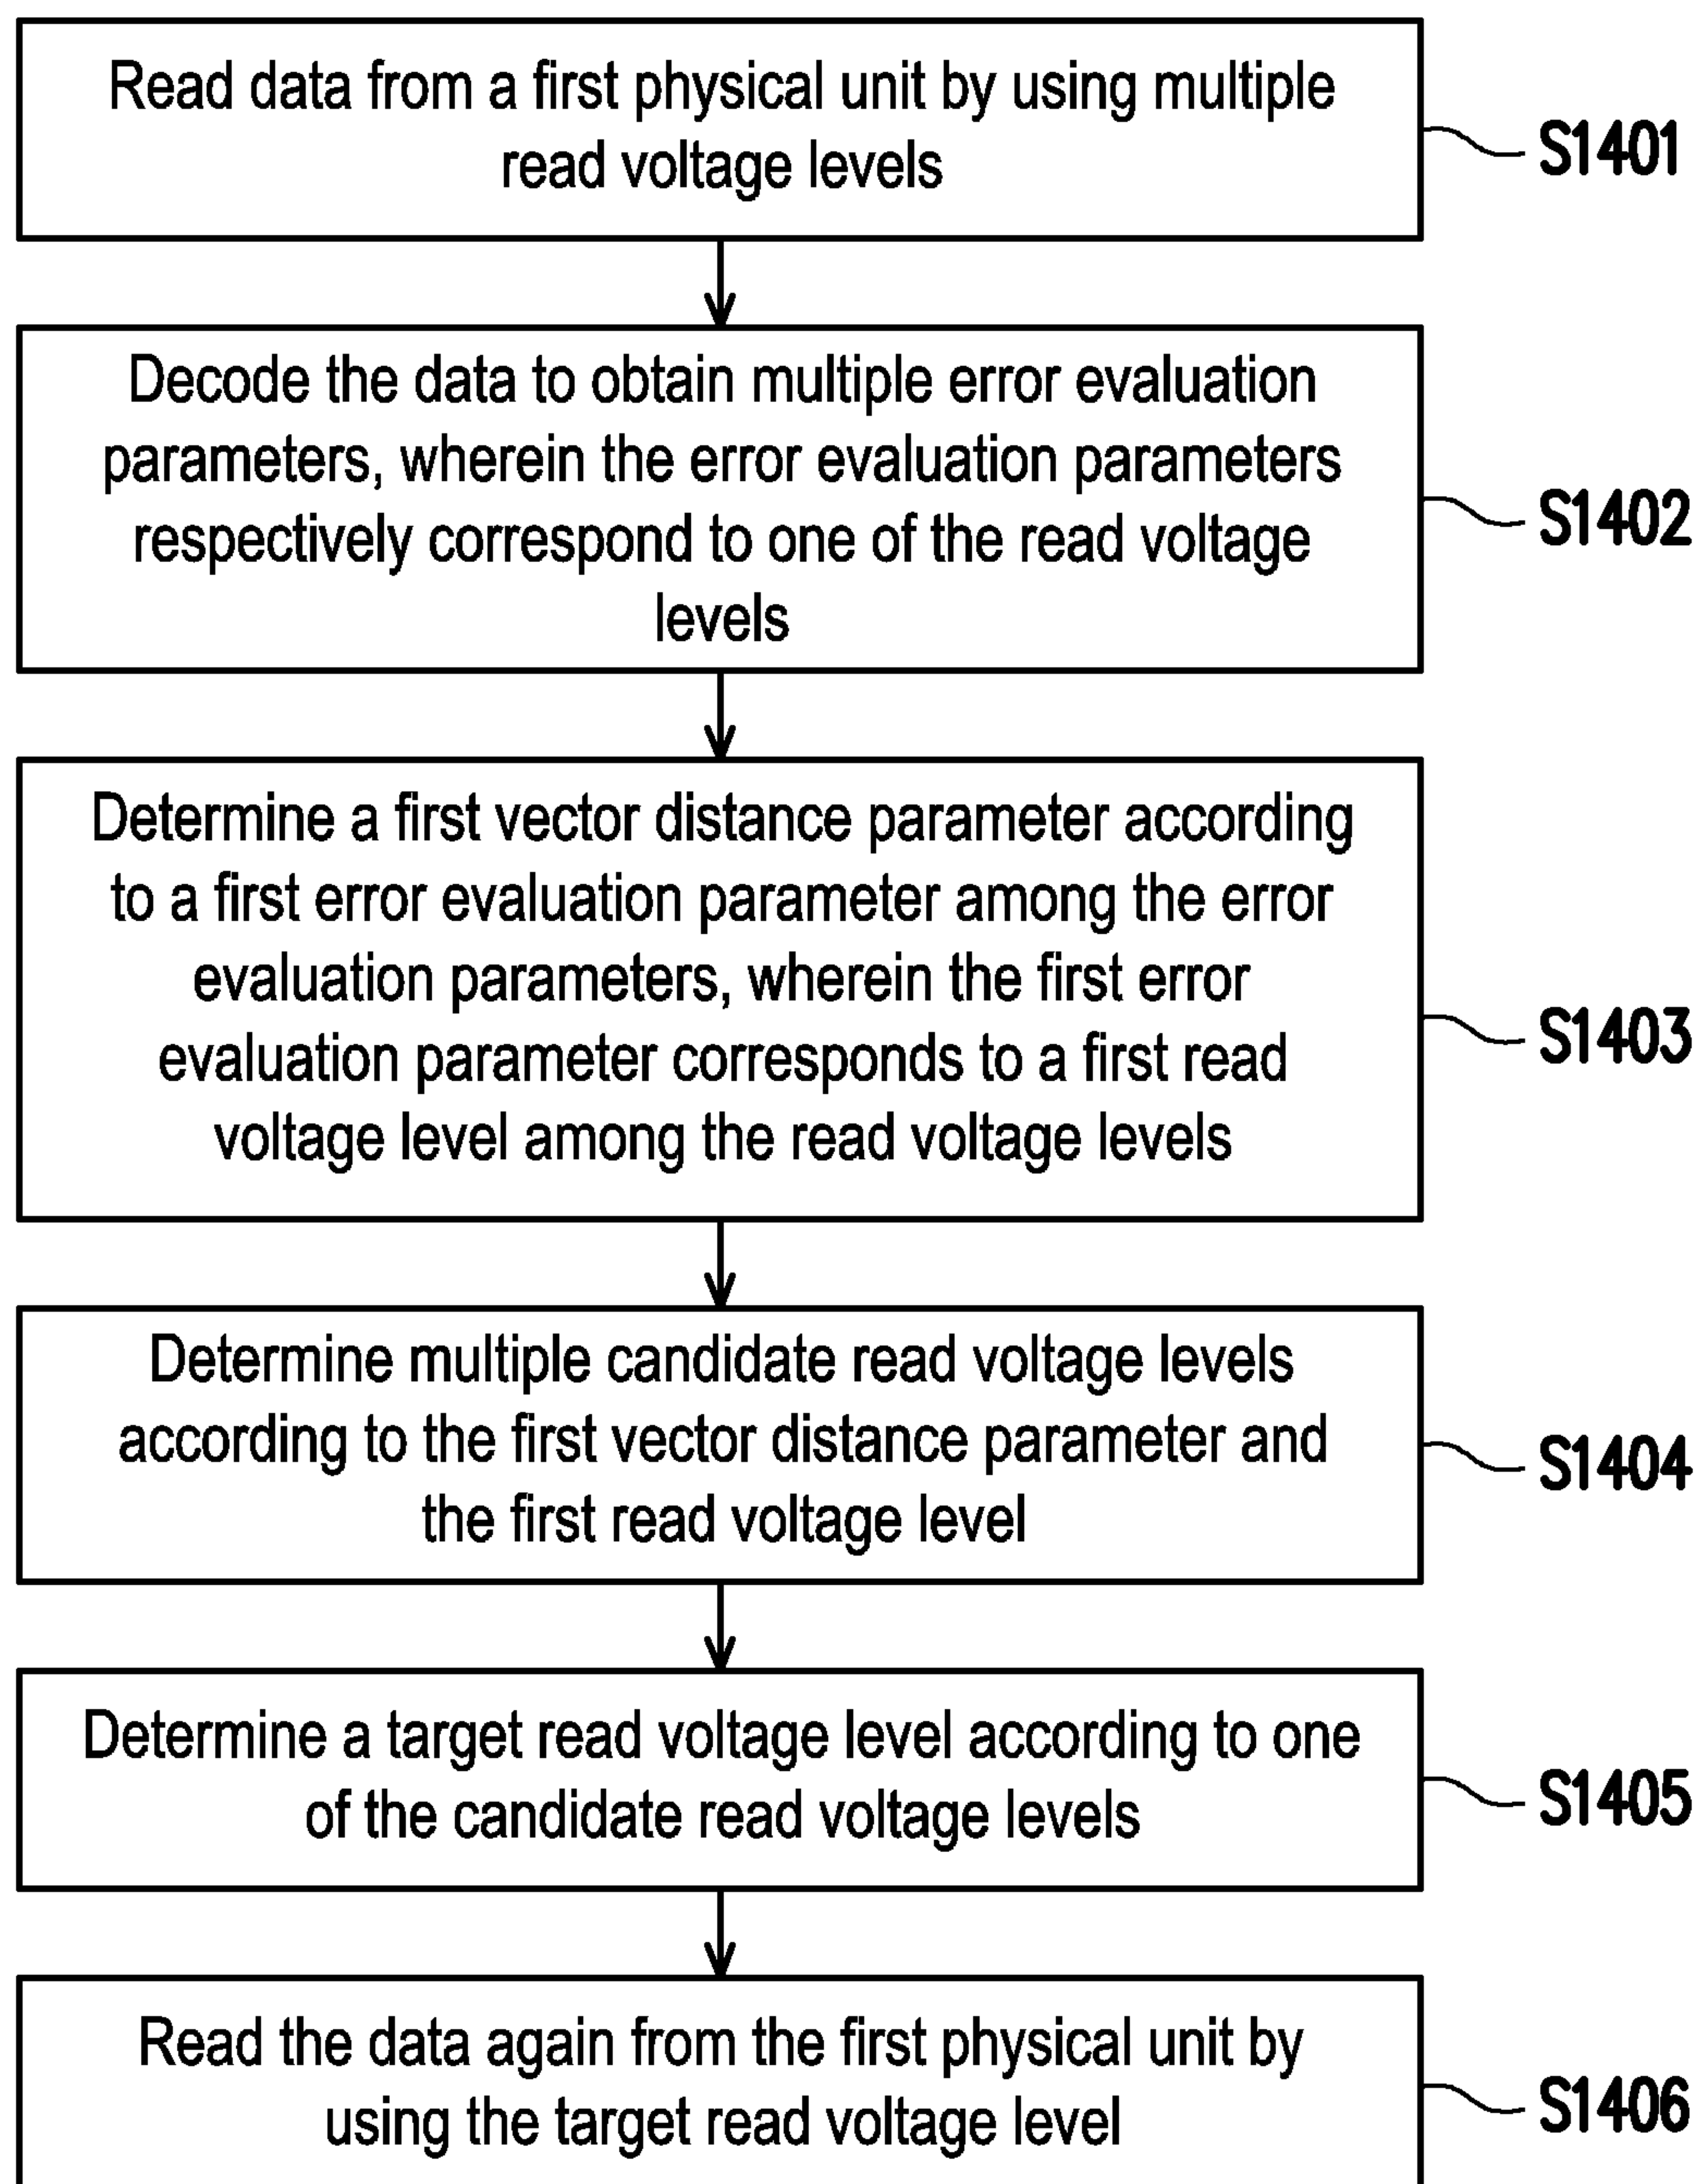 Read data from a first physical unit by using multiple
read voltage levels
S1401
Decode the data to obtain multiple error evaluation
parameters, wherein the error evaluation parameters
respectively correspond to one of the read voltage
levels
S1402
Determine a first vector distance parameter according
to a first error evaluation parameter among the error
evaluation parameters, wherein the first error
evaluation parameter corresponds to a first read
voltage level among the read voltage levels
S1403
Determine multiple candidate read voltage levels
according to the first vector distance parameter and
the first read voltage level
S1404
Determine a target read voltage level according to one
of the candidate read voltage levels
S1405
Read the data again from the first physical unit by
using the target read voltage level
S1406